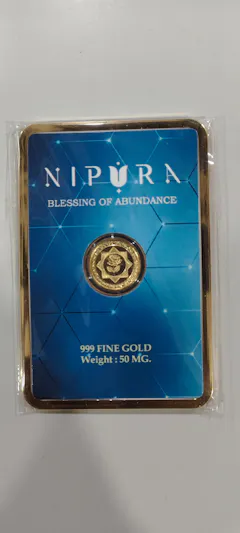 NIPURA
BLESSING OF ABUNDANCE
999 FINE GOLD
Weight : 50 MG.